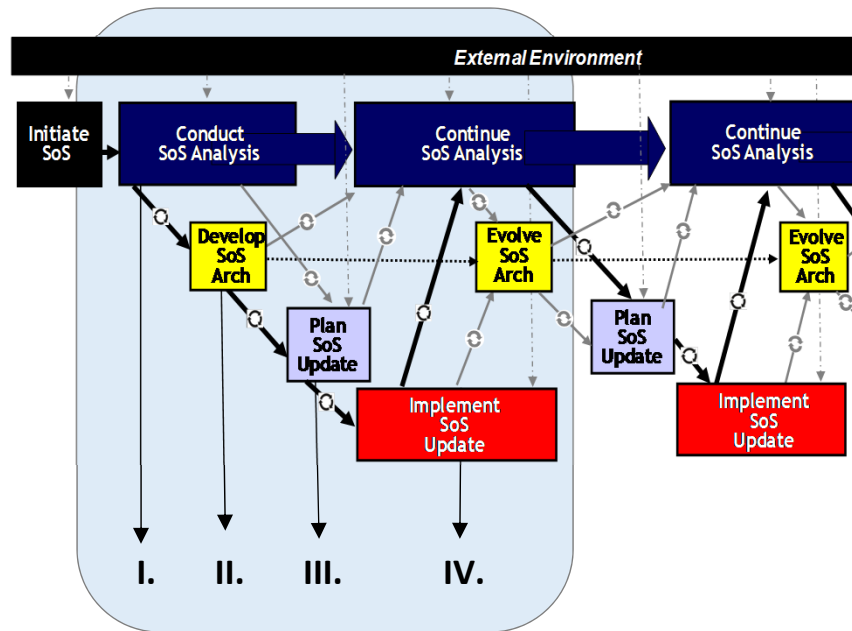 External Environment
Initiate
SoS
Conduct
SoS Analysis
Continue
SoS Analysis
Continue
SoS Analysis
Develop
SoS
Arch
Evolve
SoS
Arch
Evolve
SoS
Arch
Plan
SoS
Update
Plan
SoS
Update
Implement
SoS
Update
Implement
SoS
Update
I.
II.
III.
IV.